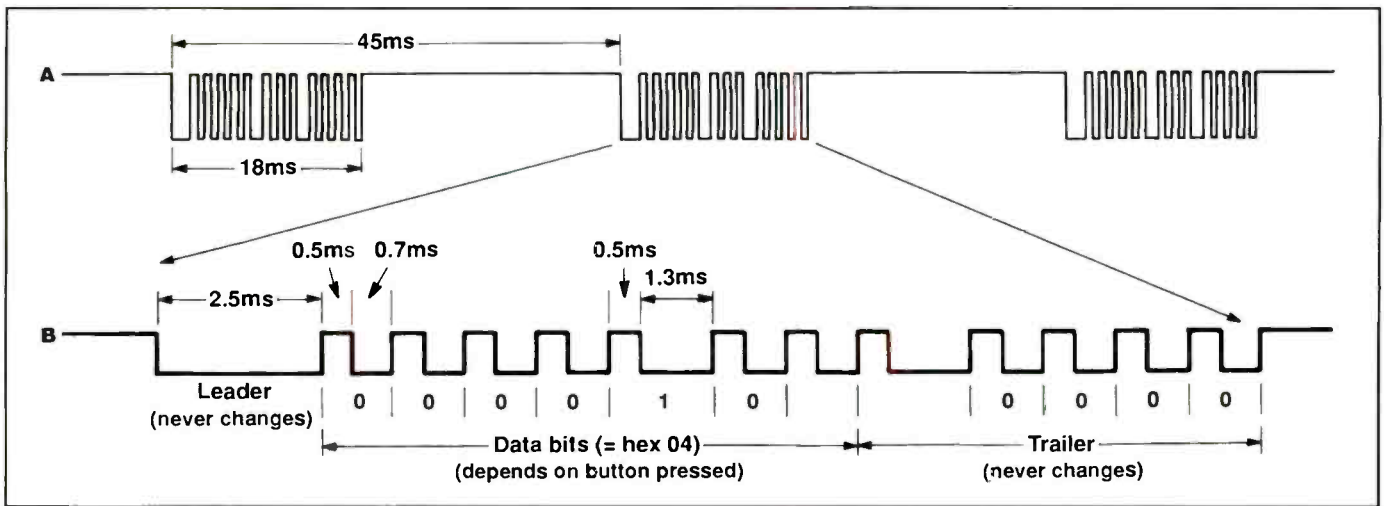 45ms
A
18ms
0.5ms 0.7ms 0.5ms
2.5ms 1.3ms
B
Leader
(never changes)
0 0 0 0 1 0 0 0 0 0
Data bits (= hex 04)
(depends on button pressed)
Trailer
(never changes)